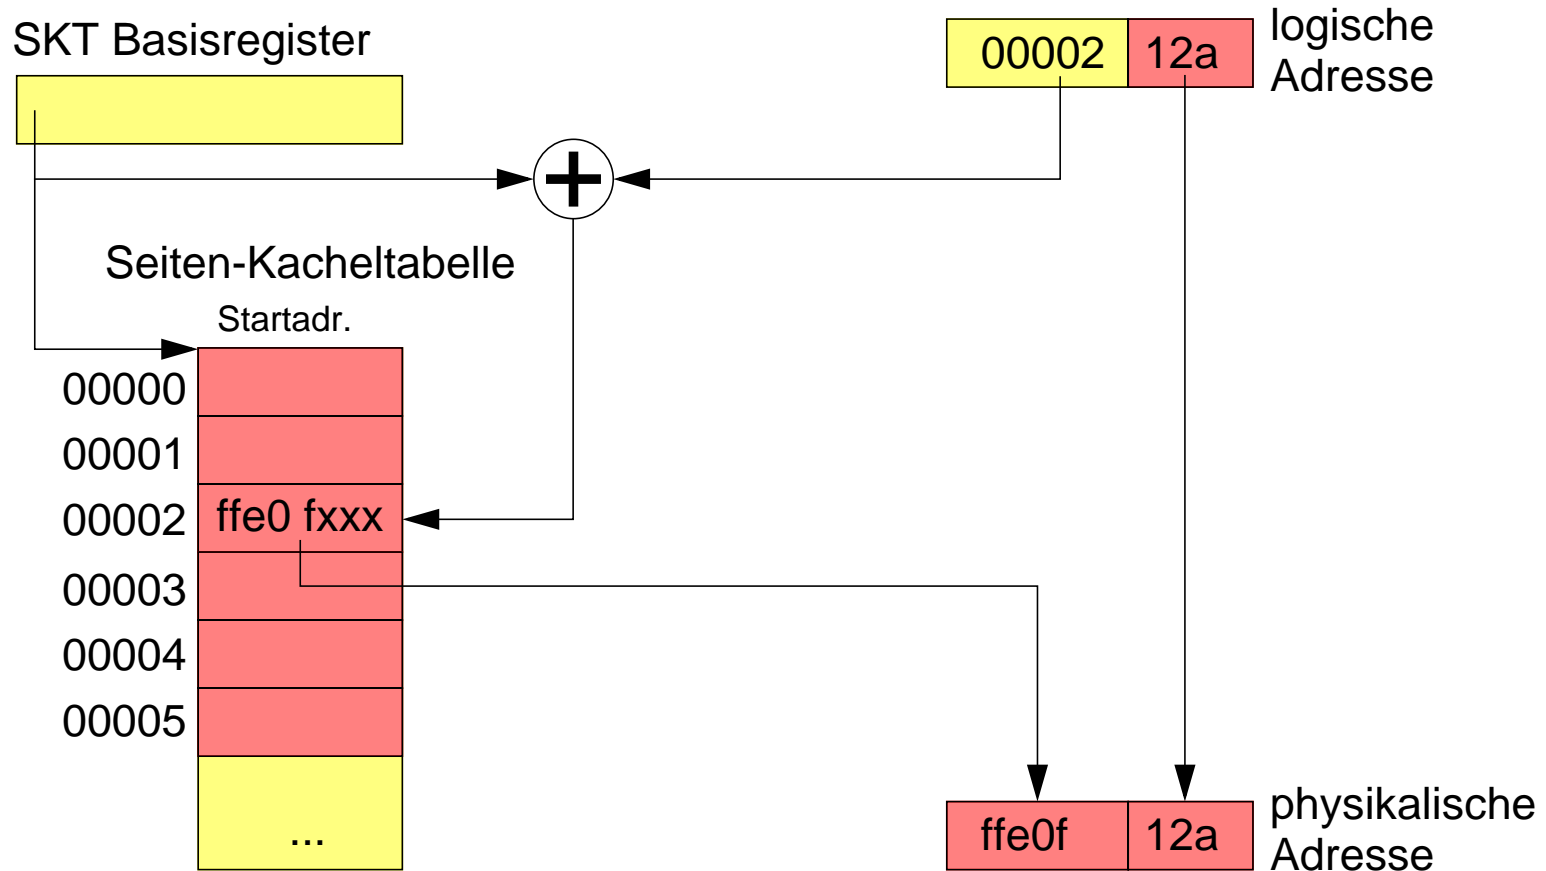 SKT Basisregister
00002 12a
logische
Adresse
+
Seiten-Kacheltabelle
Startadr.
00000
00001
00002 ffe0 fxxx
00003
00004
00005
...
ffe0f 12a
physikalische
Adresse